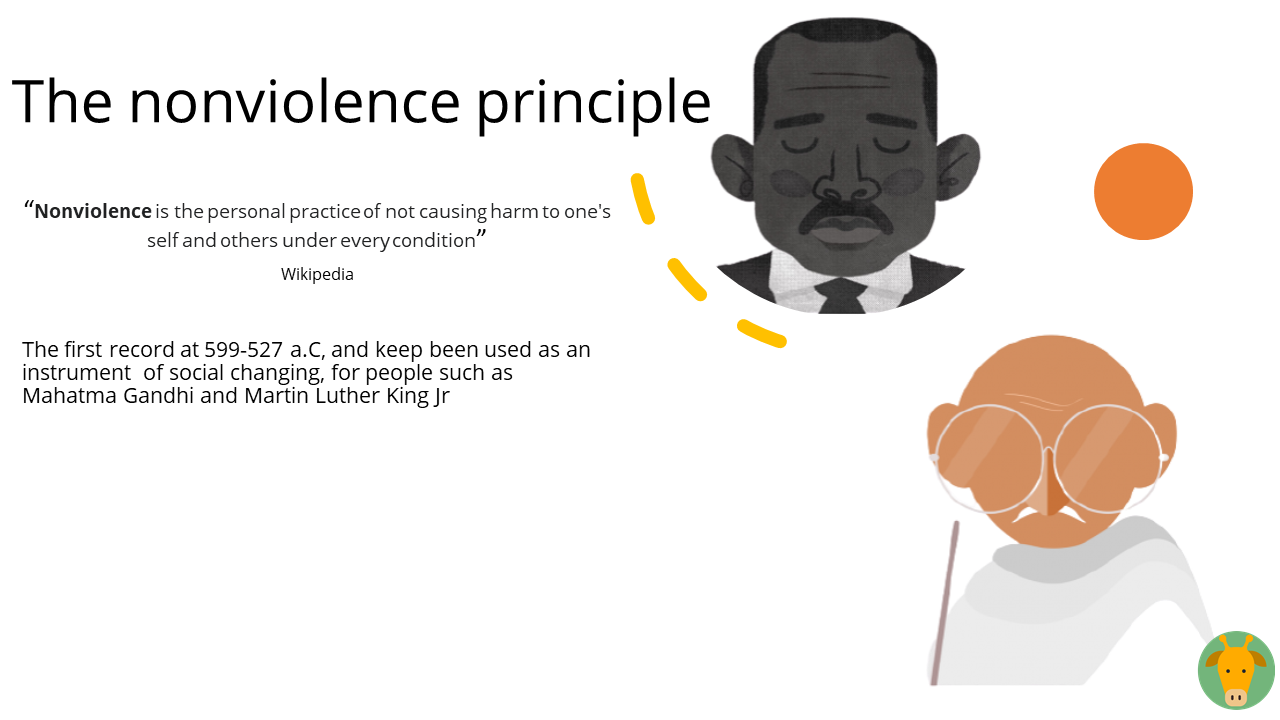 The nonviolence principle
“Nonviolence is the personal practice of not causing harm to one's
self and others under every condition”
Wikipedia
The first record at 599-527 a.C, and keep been used as an
instrument  of social changing, for people such as
Mahatma Gandhi and Martin Luther King Jr